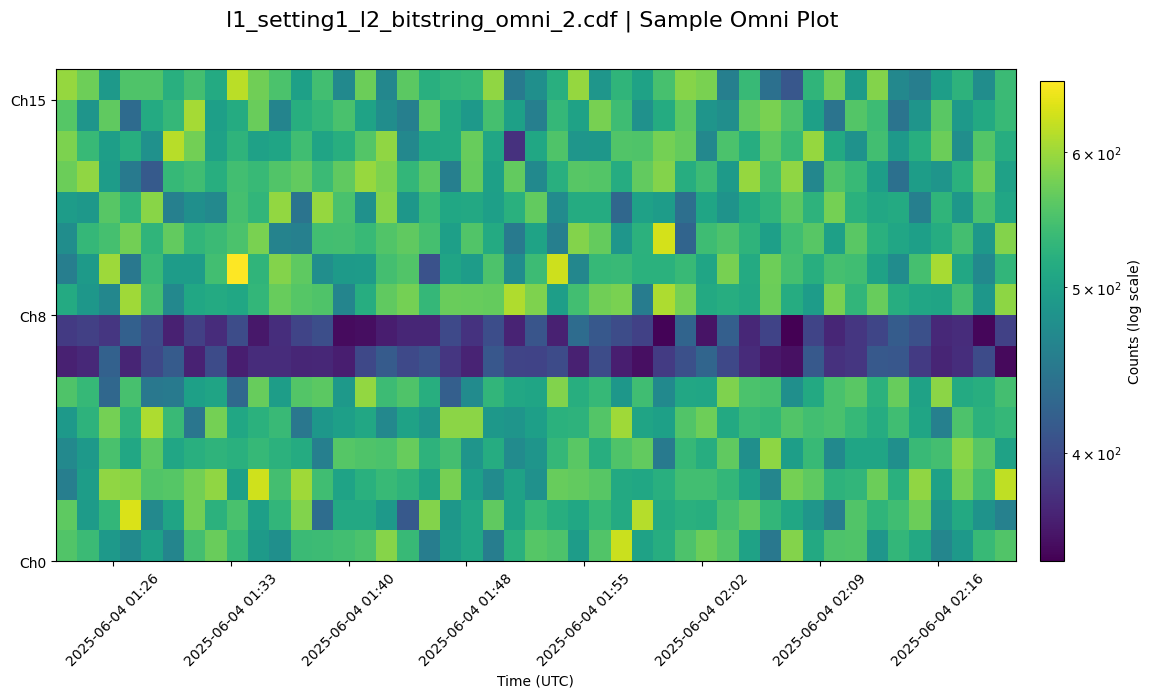 l1_setting1_l2_bitstring_omni_2.cdf | Sample Omni Plot
Ch15
Ch8
Ch0
2025-06-04 01:26
2025-06-04 01:33
2025-06-04 01:40
2025-06-04 01:48
2025-06-04 01:55
2025-06-04 02:02
2025-06-04 02:09
2025-06-04 02:16
Time (UTC)
6 × 10²
5 × 10²
4 × 10²
Counts (log scale)